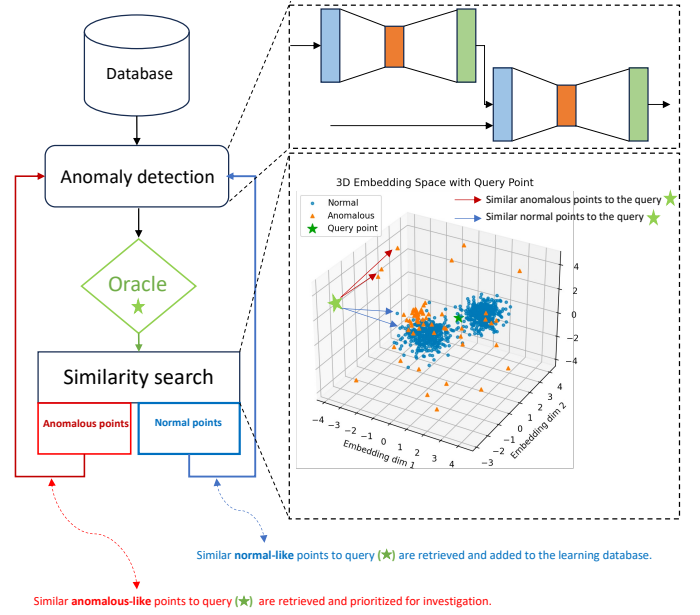 Database
Anomaly detection
Oracle
Similarity search
Anomalous points
Normal points
3D Embedding Space with Query Point
Normal
Anomalous
Query point
Similar anomalous points to the query
Similar normal points to the query
4
2
0
−2
−4
−4 −3 −2 −1 0 1 2 3 4
Embedding dim 1
−3 −2 −1 0 1 2 3 4
Embedding dim 2
Similar normal-like points to query (★) are retrieved and added to the learning database.
Similar anomalous-like points to query (★) are retrieved and prioritized for investigation.